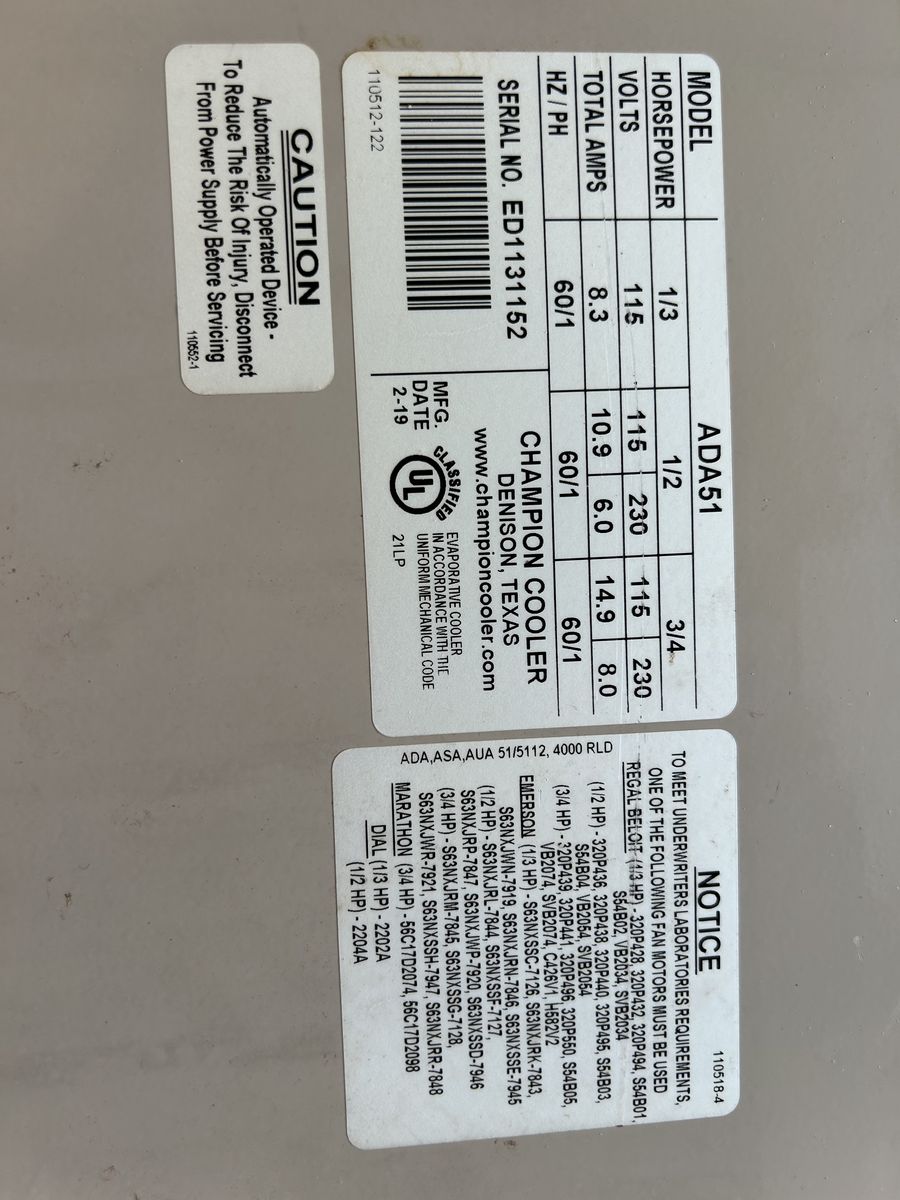 CAUTION
Automatically Operated Device -
To Reduce The Risk Of Injury, Disconnect
From Power Supply Before Servicing
110652-1
MODEL ADA51
HORSEPOWER 1/3 1/2 3/4
VOLTS 115 115 230 115 230
TOTAL AMPS 8.3 10.9 6.0 14.9 8.0
HZ / PH 60/1 60/1 60/1
SERIAL NO. ED1131152
110512-122
CHAMPION COOLER
DENISON, TEXAS
www.championcooler.com
MFG.
DATE
2-19
CLASSIFIED
UL
EVAPORATIVE COOLER
IN ACCORDANCE WITH THE
UNIFORM MECHANICAL CODE
21LP
110518-4
NOTICE
TO MEET UNDERWRITERS LABORATORIES REQUIREMENTS,
ONE OF THE FOLLOWING FAN MOTORS MUST BE USED
REGAL BELOIT (1/3 HP) - 320P428, 320P432, 320P494, S54B01,
S54B02, VB2034, SVB2034
(1/2 HP) - 320P436, 320P438, 320P440, 320P495, S54B03,
S54B04, VB2054, SVB2054
(3/4 HP) - 320P439, 320P441, 320P496, 320P550, S54B05,
VB2074, SVB2074, C426V1, H582V2
EMERSON (1/3 HP) - S63NXSSC-7126, S63NXJRK-7843,
S63NXJWN-7919, S63NXJRN-7846, S63NXSSE-7945
(1/2 HP) - S63NXJRL-7844, S63NXSSF-7127,
S63NXJRP-7847, S63NXJWP-7920, S63NXSSD-7946
(3/4 HP) - S63NXJRM-7845, S63NXSSG-7128,
S63NXJWR-7921, S63NXSSH-7947, S63NXJRR-7848
MARATHON (3/4 HP) - 56C17D2074, 56C17D2098
DIAL (1/3 HP) - 2202A
(1/2 HP) - 2204A
ADA,ASA,AUA 51/5112, 4000 RLD